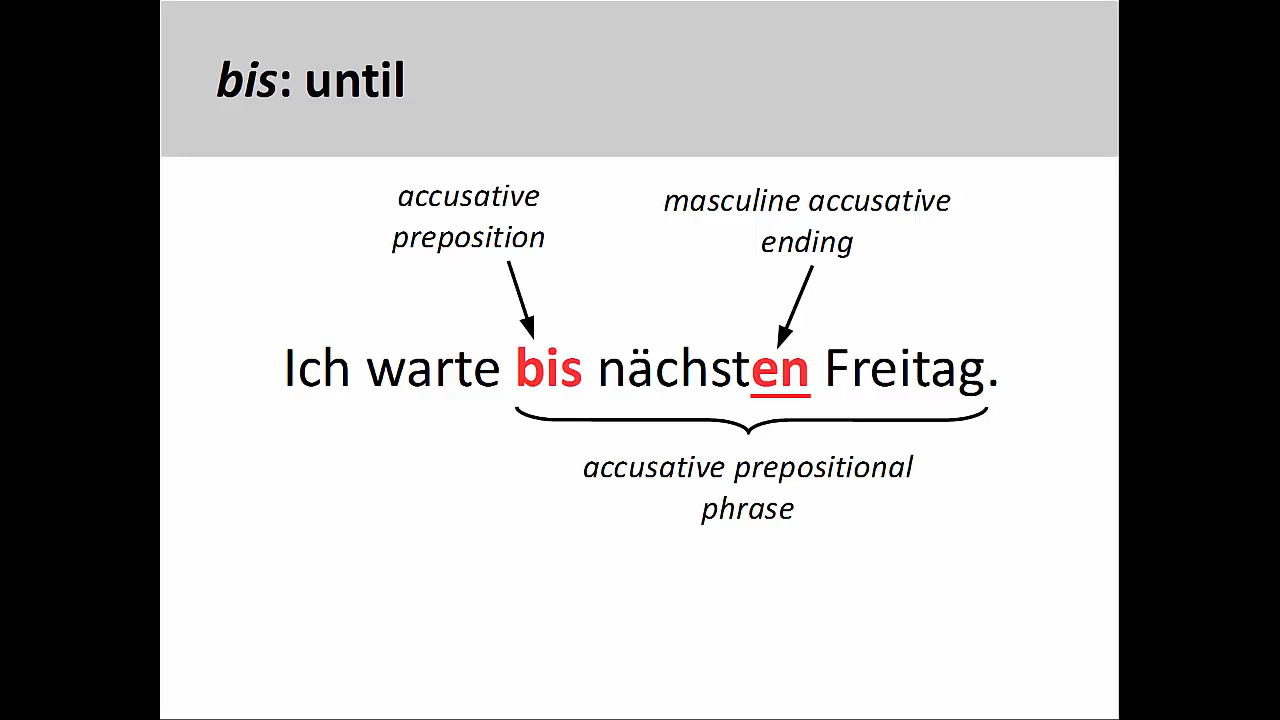 bis: until
accusative
preposition
masculine accusative
ending
Ich warte bis nächsten Freitag.
accusative prepositional
phrase